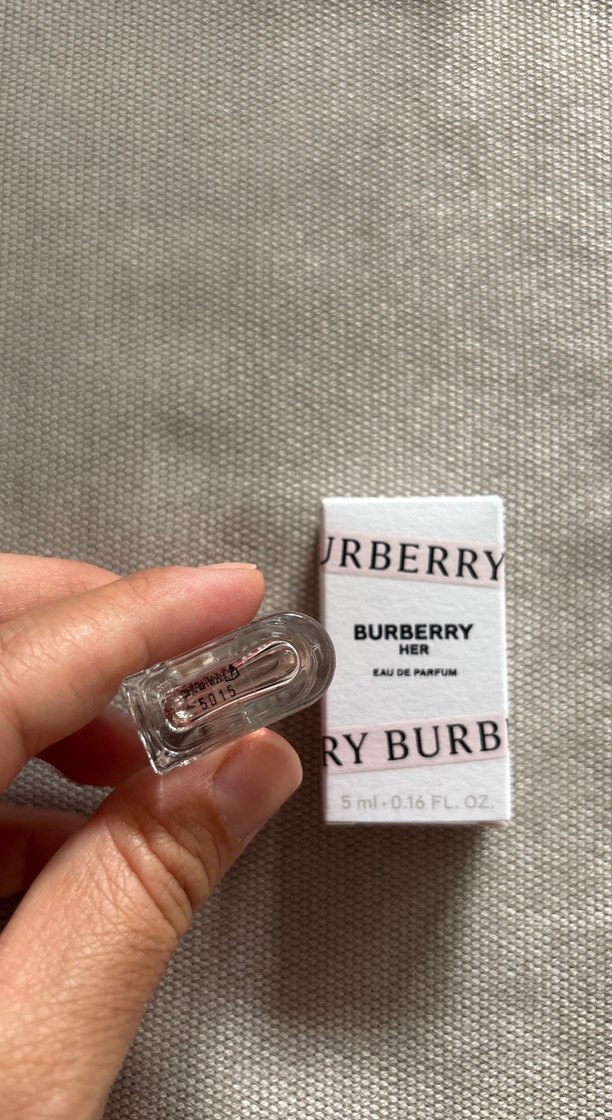 URBERRY
BURBERRY
HER
EAU DE PARFUM
RY BURB
5 ml · 0.16 FL. OZ.
5015